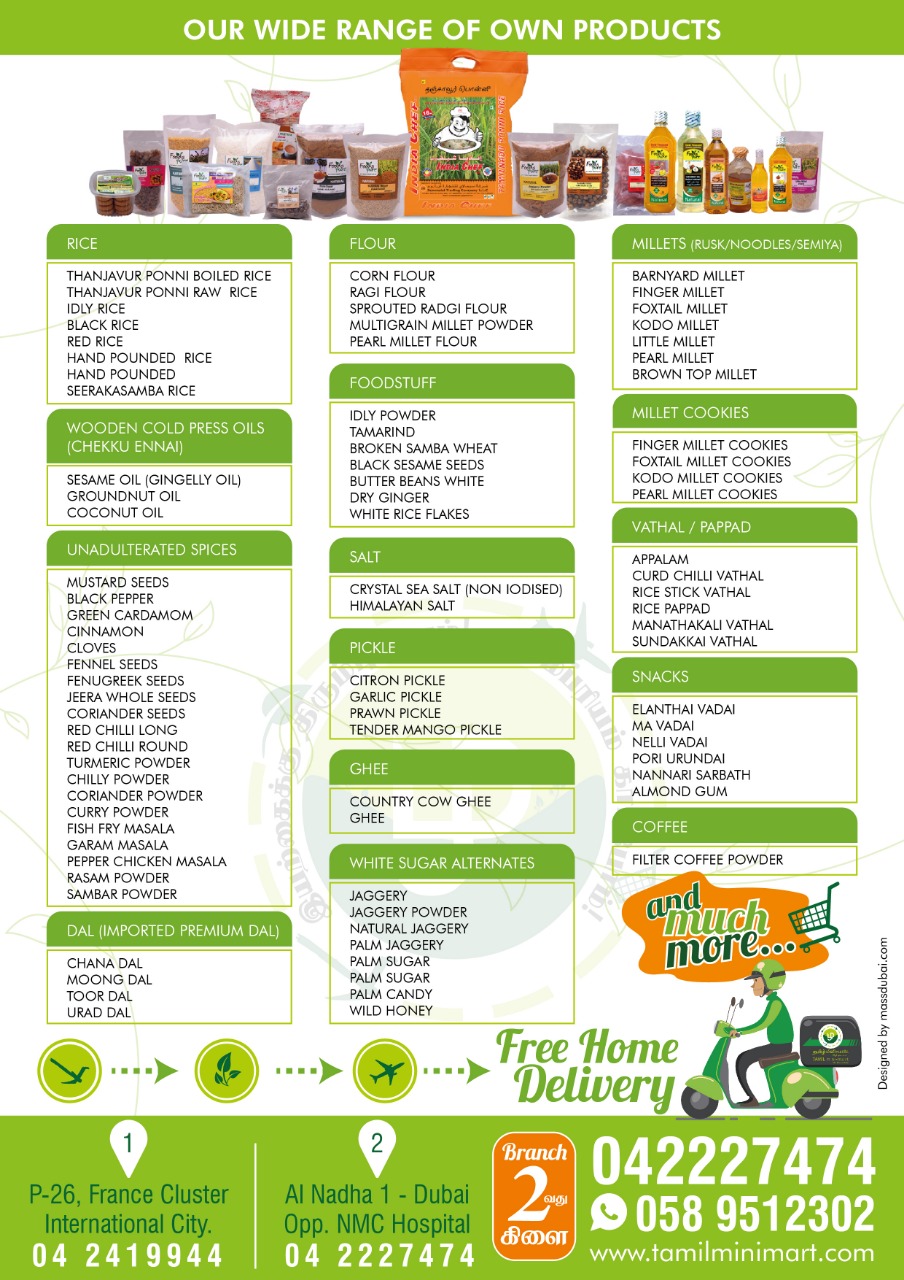 OUR WIDE RANGE OF OWN PRODUCTS
தஞ்சாவூர் பொன்னி
INDIA CHEF
INDIA CHEF
RICE
THANJAVUR PONNI BOILED RICE
THANJAVUR PONNI RAW RICE
IDLY RICE
BLACK RICE
RED RICE
HAND POUNDED RICE
HAND POUNDED
SEERAKASAMBA RICE
WOODEN COLD PRESS OILS
(CHEKKU ENNAI)
SESAME OIL (GINGELLY OIL)
GROUNDNUT OIL
COCONUT OIL
UNADULTERATED SPICES
MUSTARD SEEDS
BLACK PEPPER
GREEN CARDAMOM
CINNAMON
CLOVES
FENNEL SEEDS
FENUGREEK SEEDS
JEERA WHOLE SEEDS
CORIANDER SEEDS
RED CHILLI LONG
RED CHILLI ROUND
TURMERIC POWDER
CHILLY POWDER
CORIANDER POWDER
CURRY POWDER
FISH FRY MASALA
GARAM MASALA
PEPPER CHICKEN MASALA
RASAM POWDER
SAMBAR POWDER
DAL (IMPORTED PREMIUM DAL)
CHANA DAL
MOONG DAL
TOOR DAL
URAD DAL
FLOUR
CORN FLOUR
RAGI FLOUR
SPROUTED RADGI FLOUR
MULTIGRAIN MILLET POWDER
PEARL MILLET FLOUR
FOODSTUFF
IDLY POWDER
TAMARIND
BROKEN SAMBA WHEAT
BLACK SESAME SEEDS
BUTTER BEANS WHITE
DRY GINGER
WHITE RICE FLAKES
SALT
CRYSTAL SEA SALT (NON IODISED)
HIMALAYAN SALT
PICKLE
CITRON PICKLE
GARLIC PICKLE
PRAWN PICKLE
TENDER MANGO PICKLE
GHEE
COUNTRY COW GHEE
GHEE
WHITE SUGAR ALTERNATES
JAGGERY
JAGGERY POWDER
NATURAL JAGGERY
PALM JAGGERY
PALM SUGAR
PALM SUGAR
PALM CANDY
WILD HONEY
MILLETS (RUSK/NOODLES/SEMIYA)
BARNYARD MILLET
FINGER MILLET
FOXTAIL MILLET
KODO MILLET
LITTLE MILLET
PEARL MILLET
BROWN TOP MILLET
MILLET COOKIES
FINGER MILLET COOKIES
FOXTAIL MILLET COOKIES
KODO MILLET COOKIES
PEARL MILLET COOKIES
VATHAL / PAPPAD
APPALAM
CURD CHILLI VATHAL
RICE STICK VATHAL
RICE PAPPAD
MANATHAKALI VATHAL
SUNDAKKAI VATHAL
SNACKS
ELANTHAI VADAI
MA VADAI
NELLI VADAI
PORI URUNDAI
NANNARI SARBATH
ALMOND GUM
COFFEE
FILTER COFFEE POWDER
and
much
more...
Designed by massdubai.com
Free Home
Delivery
1
P-26, France Cluster
International City.
04 2419944
2
Al Nadha 1 - Dubai
Opp. NMC Hospital
04 2227474
Branch
2வது
கிளை
042227474
058 9512302
www.tamilminimart.com